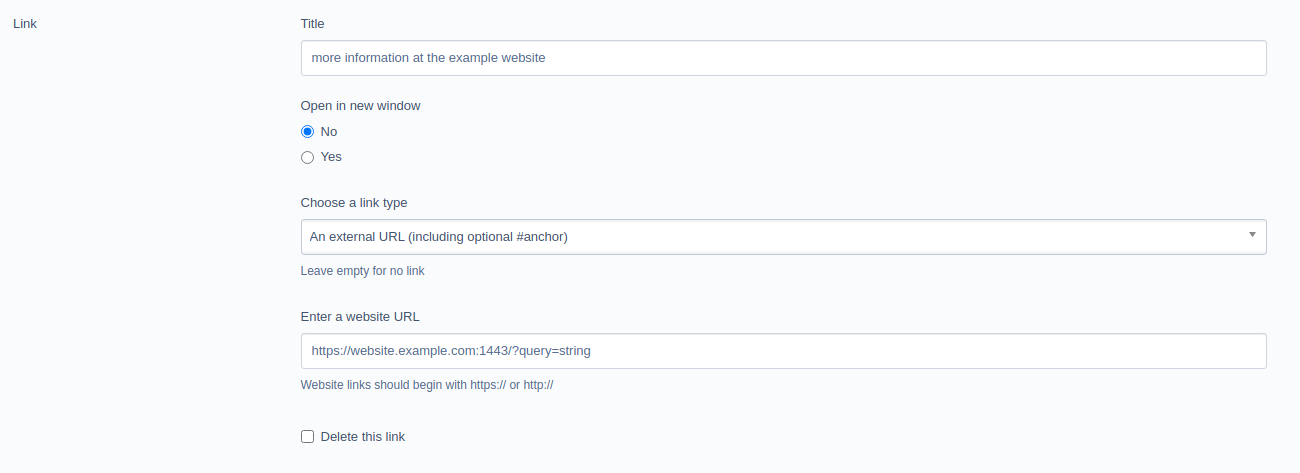 Link
Title
more information at the example website
Open in new window
No
Yes
Choose a link type
An external URL (including optional #anchor)
Leave empty for no link
Enter a website URL
https://website.example.com:1443/?query=string
Website links should begin with https:// or http://
Delete this link